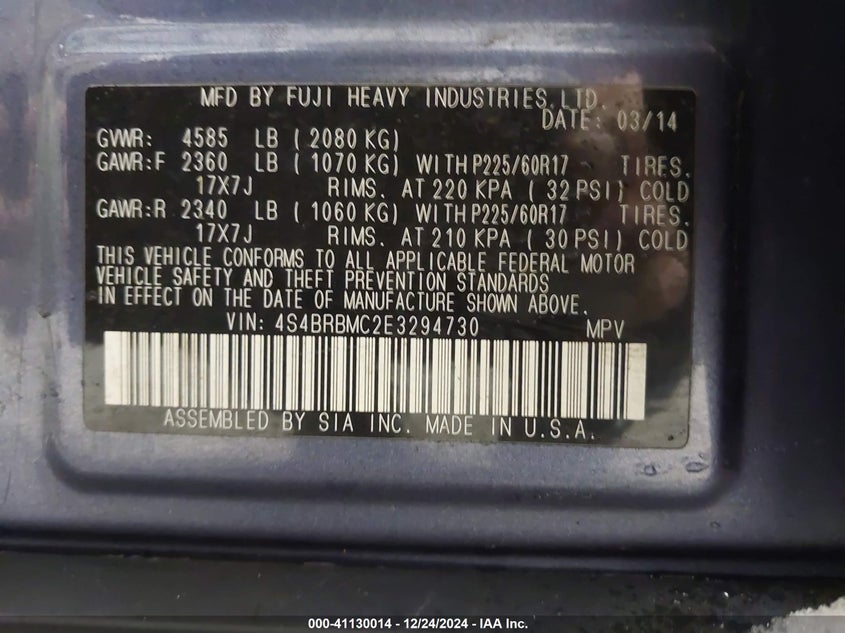 MFD BY FUJI HEAVY INDUSTRIES, LTD.
DATE: 03/14
GVWR: 4585 LB ( 2080 KG)
GAWR:F 2360 LB ( 1070 KG) WITH P225/60R17 TIRES.
17X7J RIMS. AT 220 KPA ( 32 PSI) COLD
GAWR:R 2340 LB ( 1060 KG) WITH P225/60R17 TIRES.
17X7J RIMS. AT 210 KPA ( 30 PSI) COLD
THIS VEHICLE CONFORMS TO ALL APPLICABLE FEDERAL MOTOR
VEHICLE SAFETY AND THEFT PREVENTION STANDARDS
IN EFFECT ON THE DATE OF MANUFACTURE SHOWN ABOVE.
VIN: 4S4BRBMC2E3294730 MPV
ASSEMBLED BY SIA INC. MADE IN U.S.A.
000-41130014 - 12/24/2024 - IAA Inc.